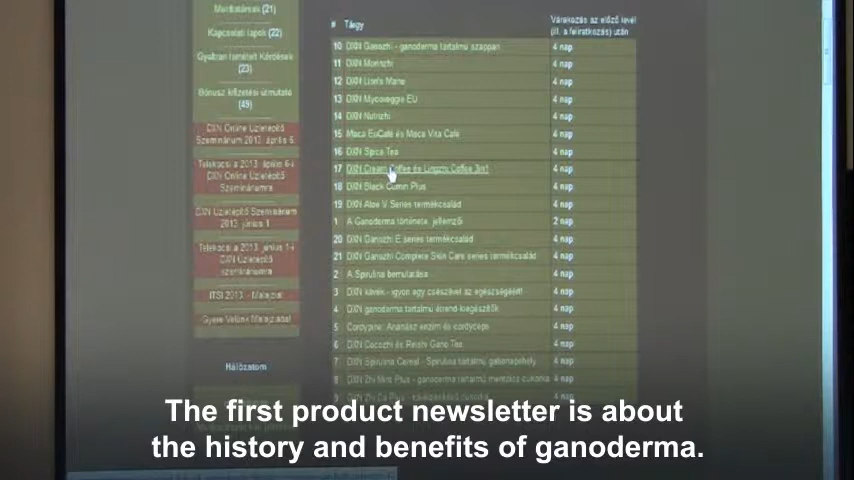 Munkatársak (21)
Kapcsolati lapok (22)
Gyakran Ismételt Kérdések
(23)
Bónusz kifizetési útmutató
(49)
DXN Online Üzletépítő
Szeminárium 2013. április 6.
Telekocsi a 2013. április 6-i
DXN Online Üzletépítő
Szemináriumra
DXN Üzletépítő Szeminárium
2013. június 1.
Telekocsi a 2013. június 1-i
DXN Üzletépítő
szemináriumra
ITSI 2013. - Malajzia!
Gyere Velünk Malajziába!
Hálózatom
# Tárgy Várakozás az előző levél
(ill. a feliratkozás) után
10 DXN Ganozhi - ganoderma tartalmú szappan 4 nap
11 DXN Morinzhi 4 nap
12 DXN Lion's Mane 4 nap
13 DXN Mycoveggie EU 4 nap
14 DXN Nutrizhi 4 nap
15 Maca EuCafé és Maca Vita Café 4 nap
16 DXN Spica Tea 4 nap
17 DXN Cream Coffee és Lingzhi Coffee 3in1 4 nap
18 DXN Black Cumin Plus 4 nap
19 DXN Aloe V Series termékcsalád 4 nap
1 A Ganoderma története, jellemzői 2 nap
20 DXN Ganozhi E series termékcsalád 4 nap
21 DXN Ganozhi Complete Skin Care series termékcsalád 4 nap
2 A Spirulina bemutatása 4 nap
3 DXN kávék - igyon egy csészével az egészségéért! 4 nap
4 DXN ganoderma tartalmú étrend-kiegészítők 4 nap
5 Cordypine: Ananász enzim és cordyceps 4 nap
6 DXN Cocozhi és Reishi Gano Tea 4 nap
7 DXN Spirulina Cereal - Spirulina tartalmú gabonapehely 4 nap
8 DXN Zhi Mint Plus - ganoderma tartalmú mentolos cukorka 4 nap
The first product newsletter is about
the history and benefits of ganoderma.